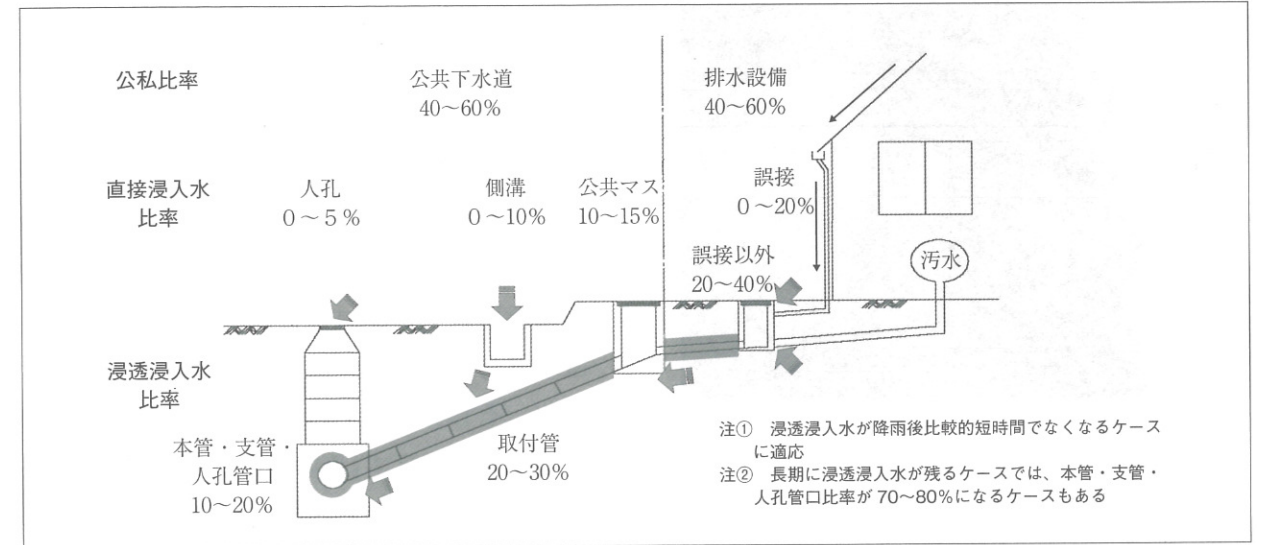 公私比率
公共下水道
40〜60%
排水設備
40〜60%
直接浸入水
比率
人孔
0〜5%
側溝
0〜10%
公共マス
10〜15%
誤接
0〜20%
誤接以外
20〜40%
汚水
浸透浸入水
比率
本管・支管・
人孔管口
10〜20%
取付管
20〜30%
注① 浸透浸入水が降雨後比較的短時間でなくなるケース
に適応
注② 長期に浸透浸入水が残るケースでは、本管・支管・
人孔管口比率が70〜80%になるケースもある